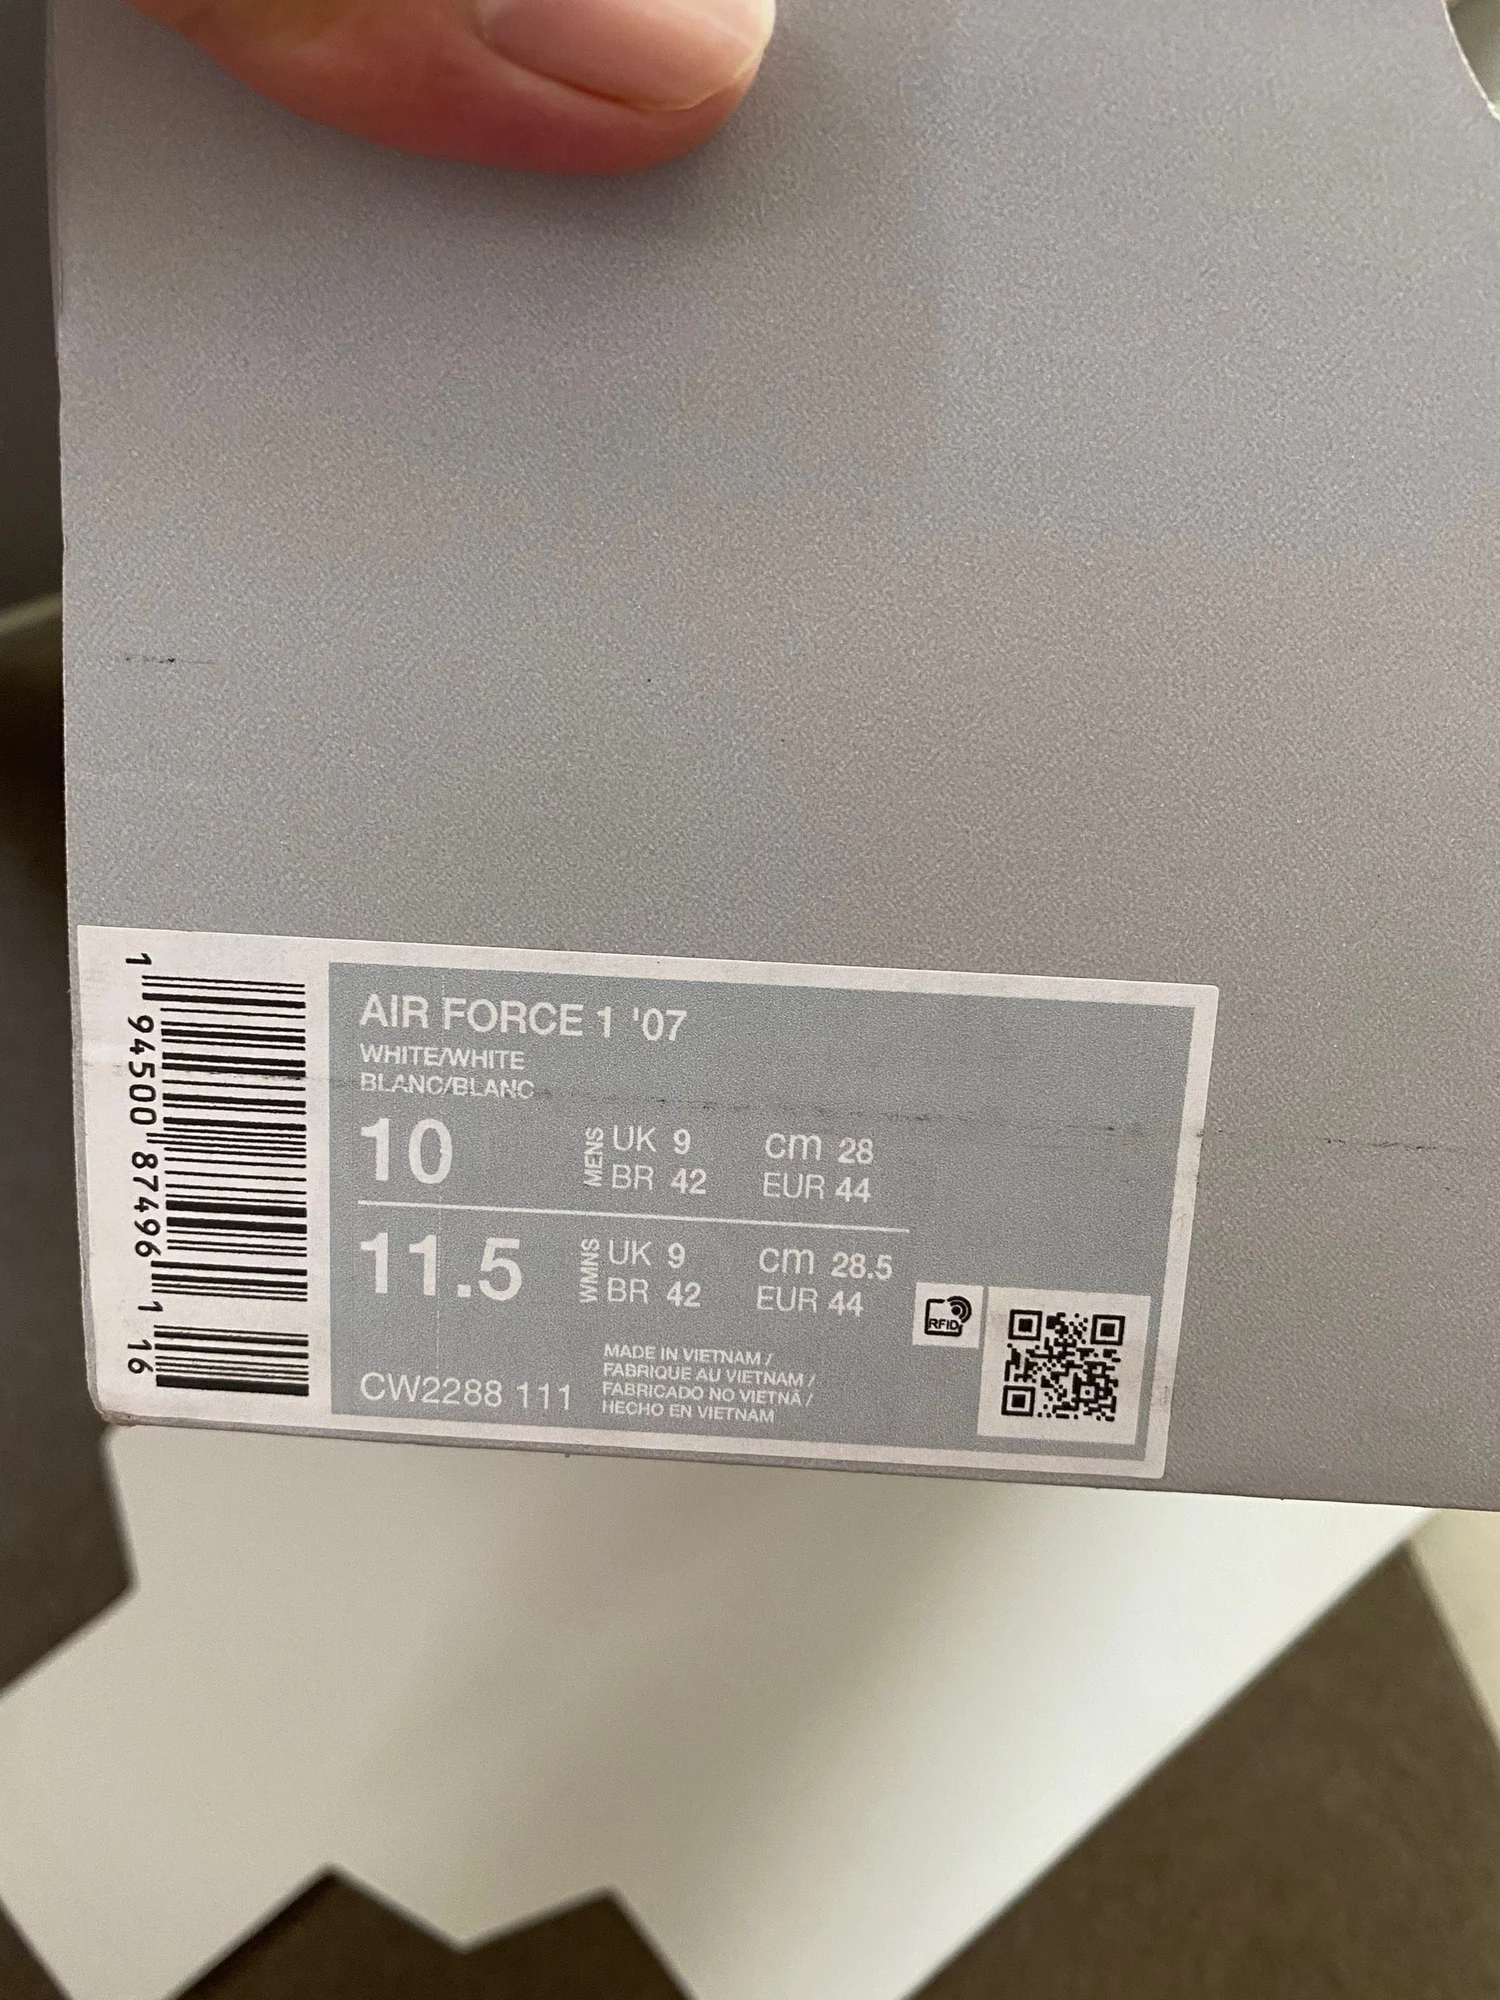 1 94500 87496 1 16
AIR FORCE 1 '07
WHITE/WHITE
BLANC/BLANC
10 MENS UK 9 cm 28
BR 42 EUR 44
11.5 WMNS UK 9 cm 28.5
BR 42 EUR 44
CW2288 111
MADE IN VIETNAM /
FABRIQUE AU VIETNAM /
FABRICADO NO VIETNÃ /
HECHO EN VIETNAM
RFID